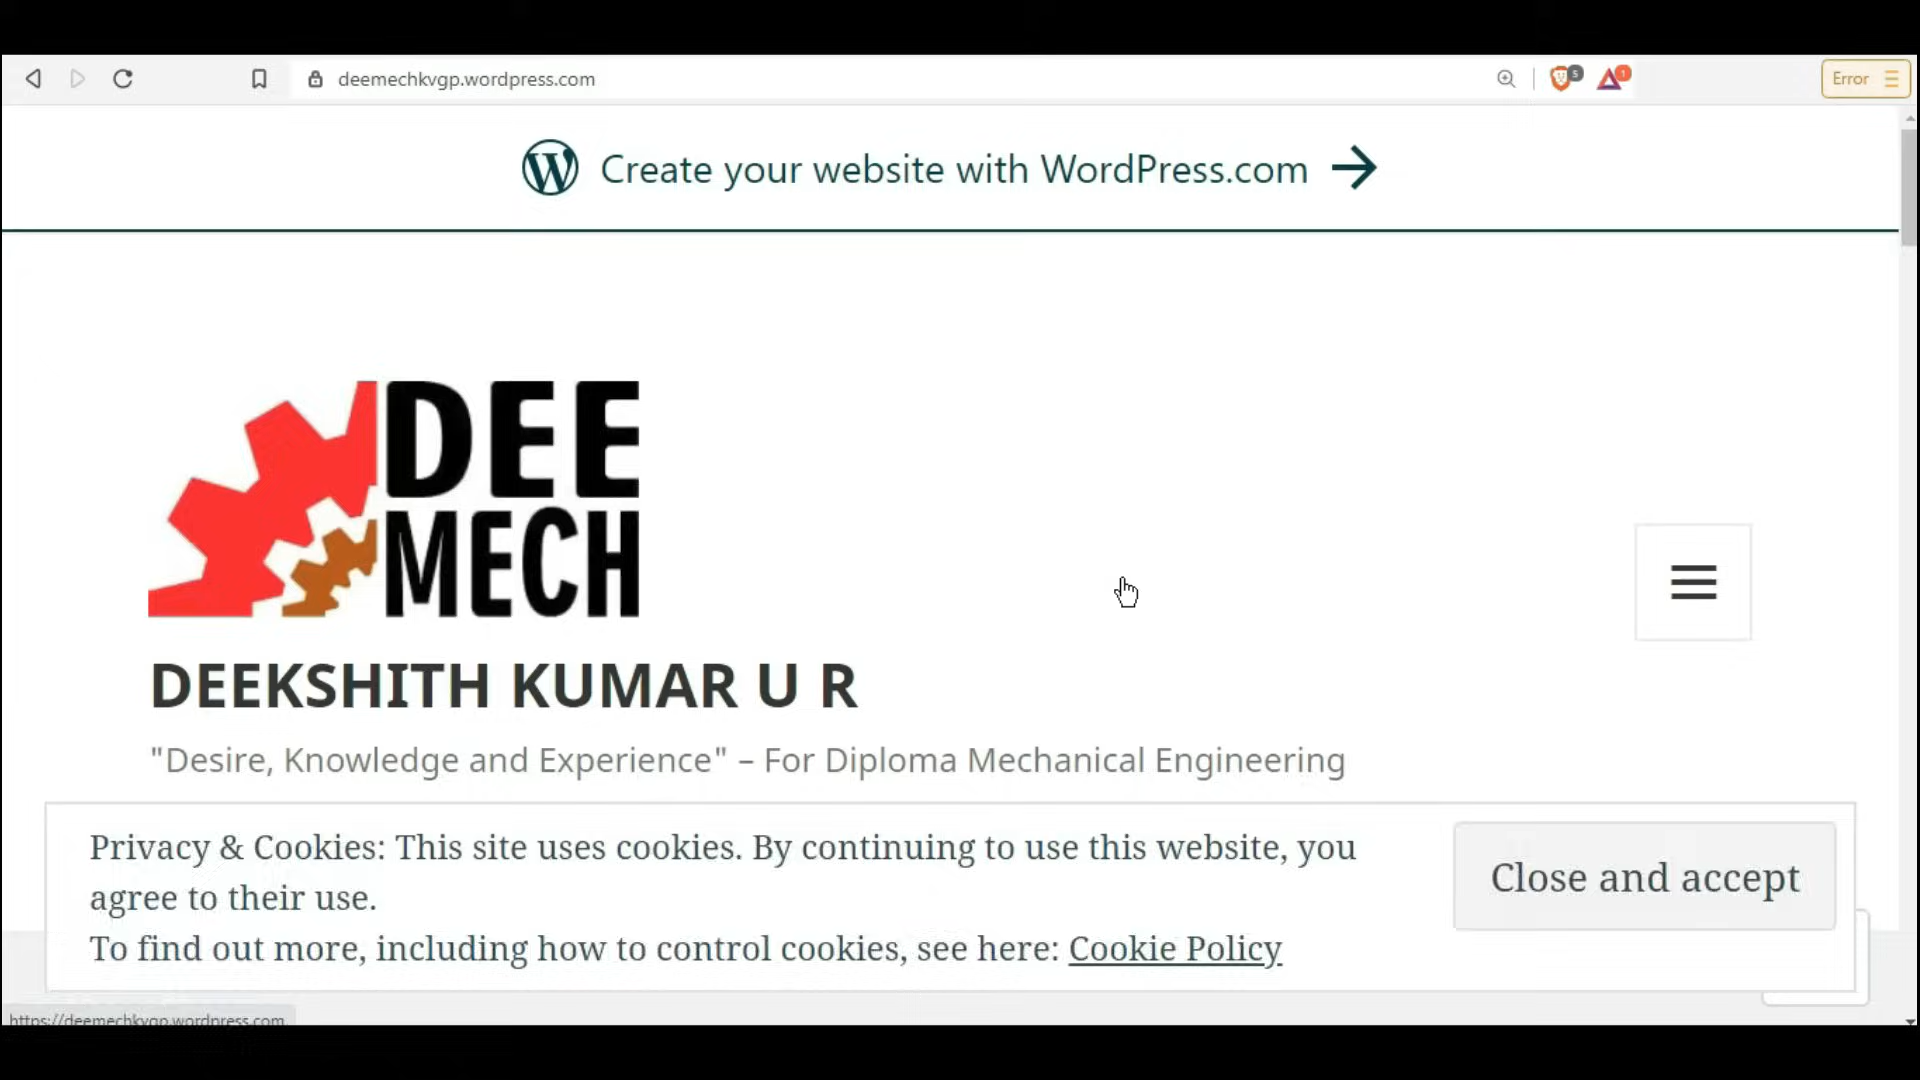 deemechkvgp.wordpress.com
5
1
Error
Create your website with WordPress.com
DEE
MECH
DEEKSHITH KUMAR U R
"Desire, Knowledge and Experience" – For Diploma Mechanical Engineering
Privacy & Cookies: This site uses cookies. By continuing to use this website, you
agree to their use.
To find out more, including how to control cookies, see here: Cookie Policy
Close and accept
https://deemechkvgp.wordpress.com